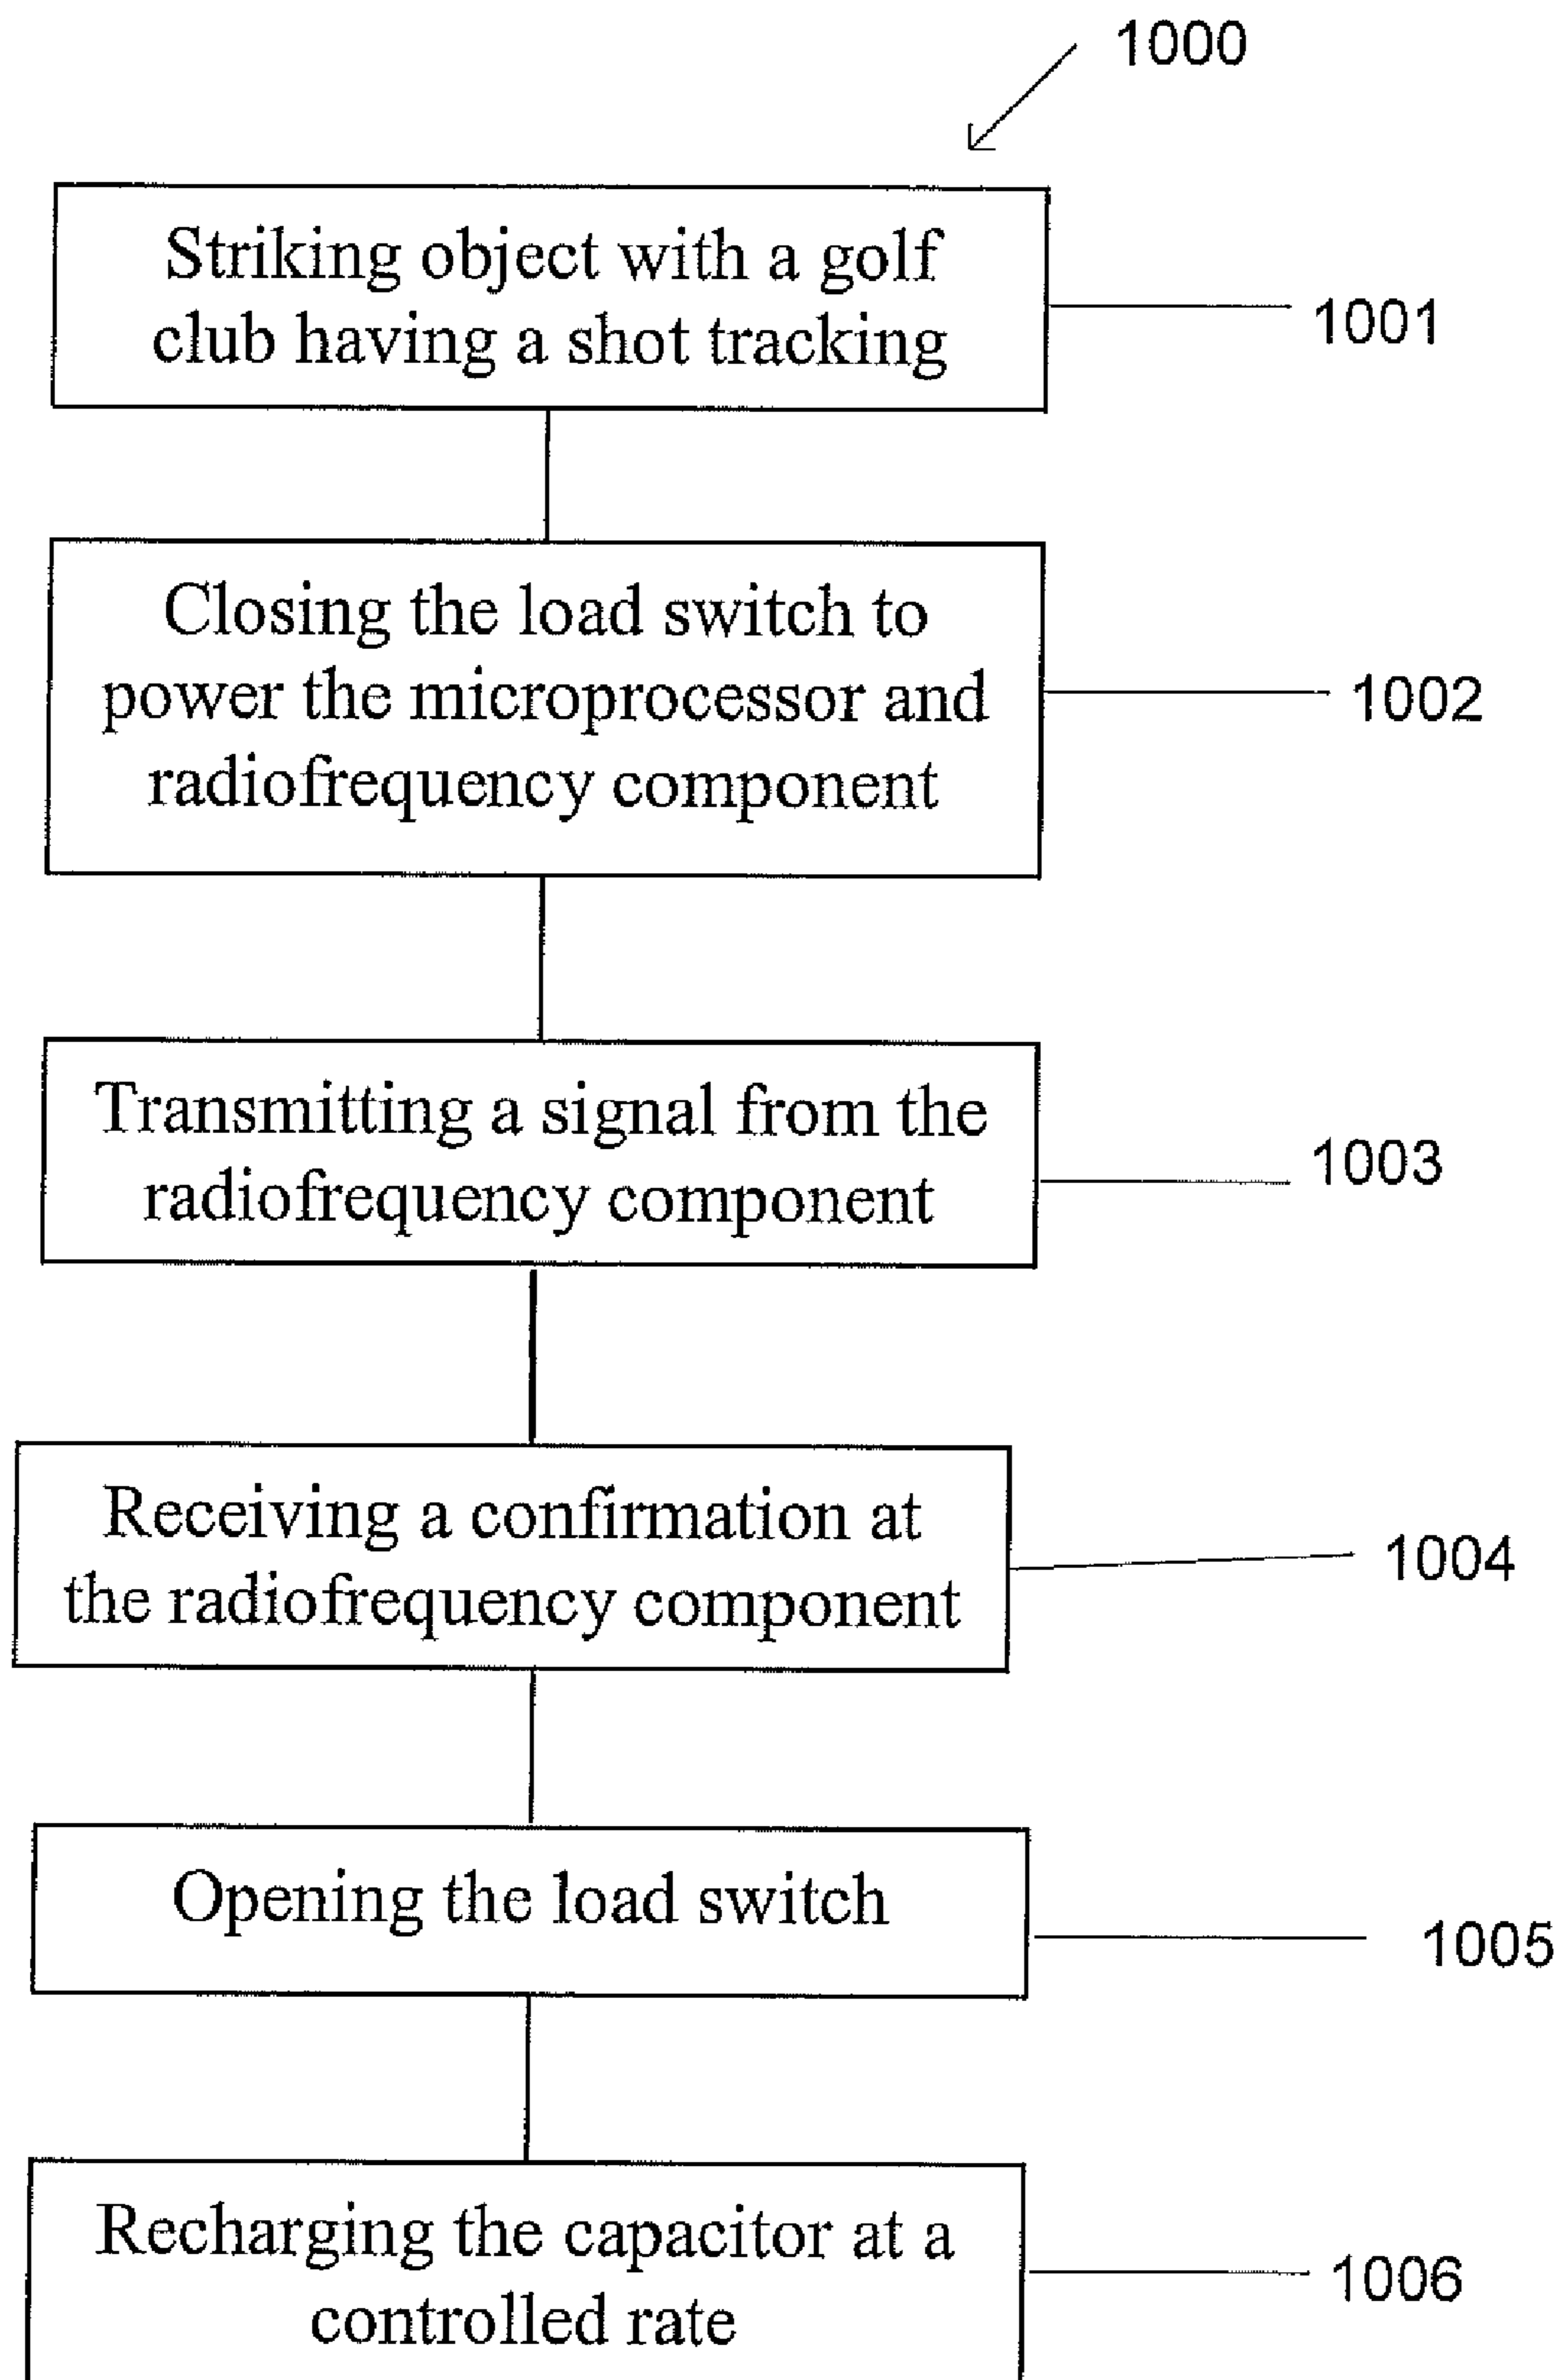 1000
Striking object with a golf
club having a shot tracking
1001
Closing the load switch to
power the microprocessor and
radiofrequency component
1002
Transmitting a signal from the
radiofrequency component
1003
Receiving a confirmation at
the radiofrequency component
1004
Opening the load switch
1005
Recharging the capacitor at a
controlled rate
1006